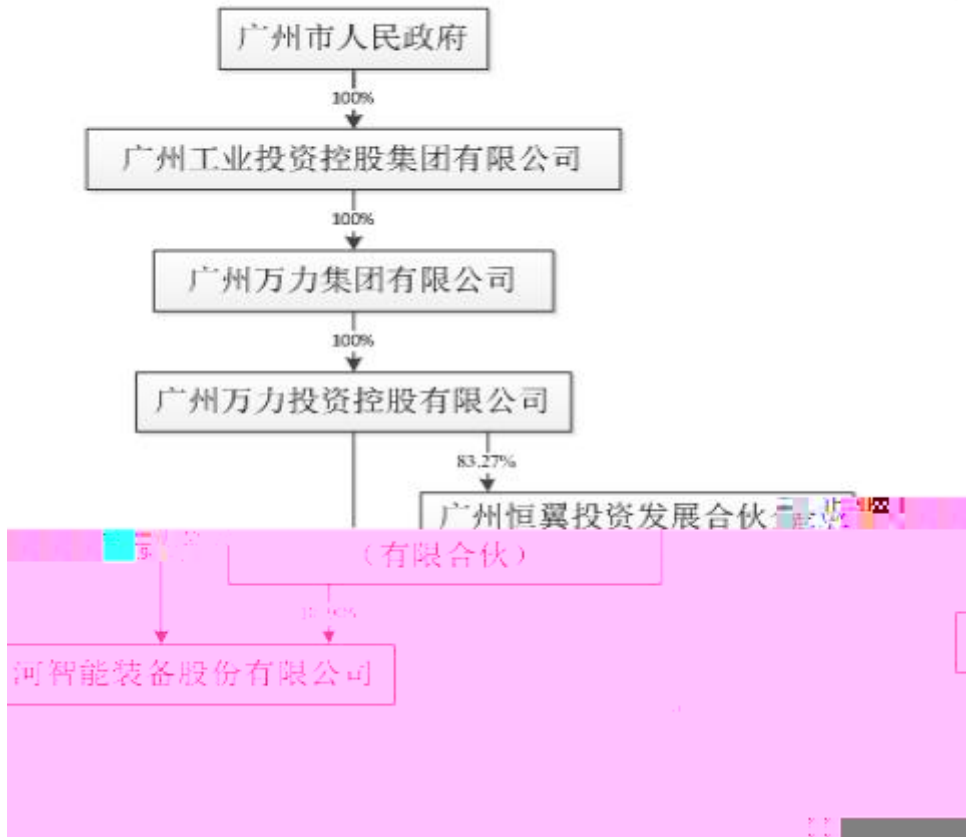 广州市人民政府
100%
广州工业投资控股集团有限公司
100%
广州万力集团有限公司
100%
广州万力投资控股有限公司
83.27%
广州恒翼投资发展合伙
（有限合伙）
河智能装备股份有限公司